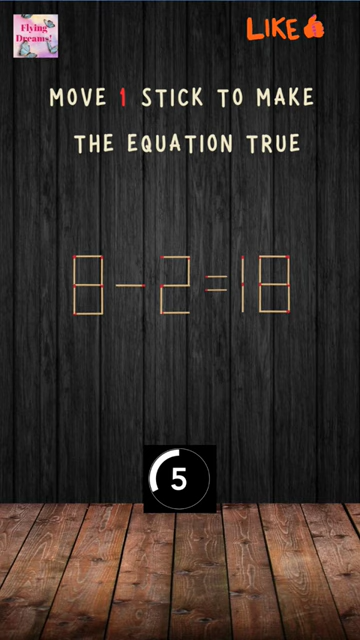 Flying
Dreams!
LIKE
MOVE 1 STICK TO MAKE
THE EQUATION TRUE
8-2=18
5